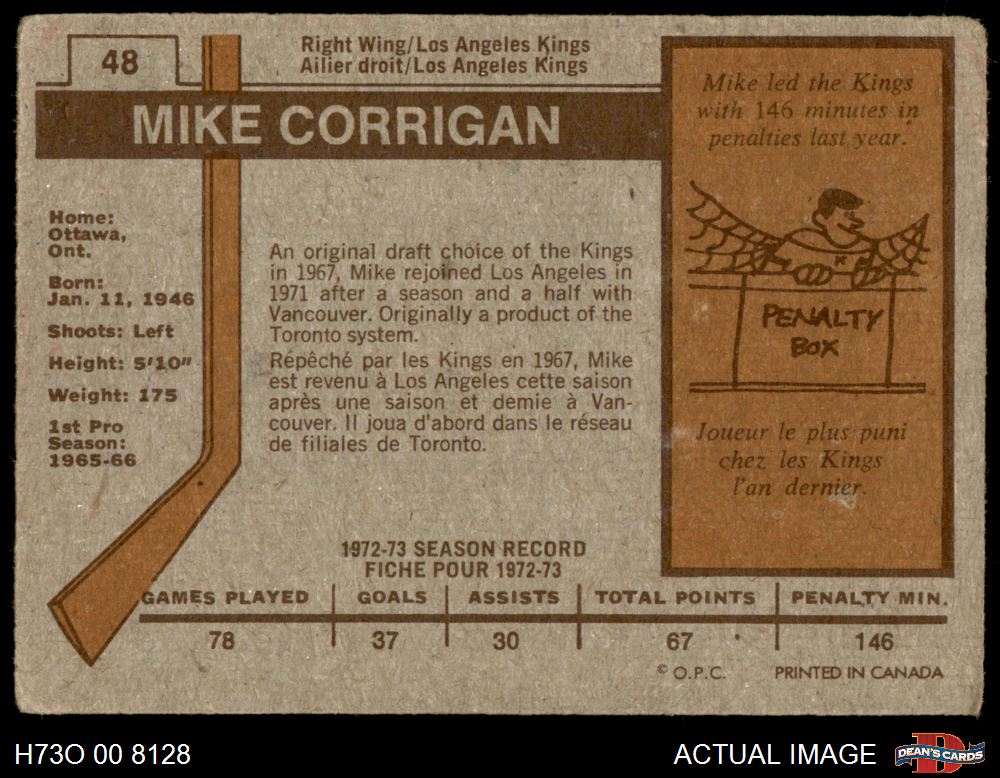 48
Right Wing/Los Angeles Kings
Ailier droit/Los Angeles Kings
MIKE CORRIGAN
Home:
Ottawa,
Ont.
Born:
Jan. 11, 1946
Shoots: Left
Height: 5'10"
Weight: 175
1st Pro
Season:
1965-66
An original draft choice of the Kings
in 1967, Mike rejoined Los Angeles in
1971 after a season and a half with
Vancouver. Originally a product of the
Toronto system.
Répêché par les Kings en 1967, Mike
est revenu à Los Angeles cette saison
après une saison et demie à Van-
couver. Il joua d'abord dans le réseau
de filiales de Toronto.
Mike led the Kings
with 146 minutes in
penalties last year.
PENALTY
BOX
Joueur le plus puni
chez les Kings
l'an dernier.
1972-73 SEASON RECORD
FICHE POUR 1972-73
GAMES PLAYED GOALS ASSISTS TOTAL POINTS PENALTY MIN.
78 37 30 67 146
© O.P.C. PRINTED IN CANADA
H73O 00 8128 ACTUAL IMAGE DEAN'S CARDS